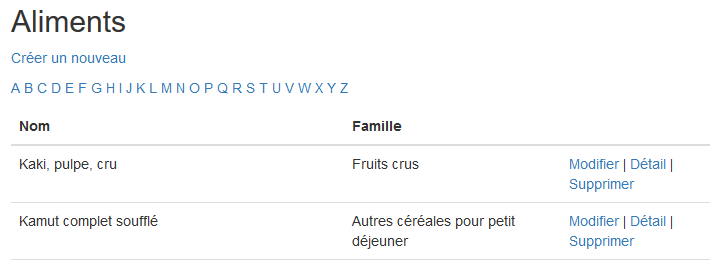 Aliments
Créer un nouveau
A B C D E F G H I J K L M N O P Q R S T U V W X Y Z
Nom Famille
Kaki, pulpe, cru Fruits crus Modifier | Détail |
Supprimer
Kamut complet soufflé Autres céréales pour petit Modifier | Détail |
déjeuner Supprimer